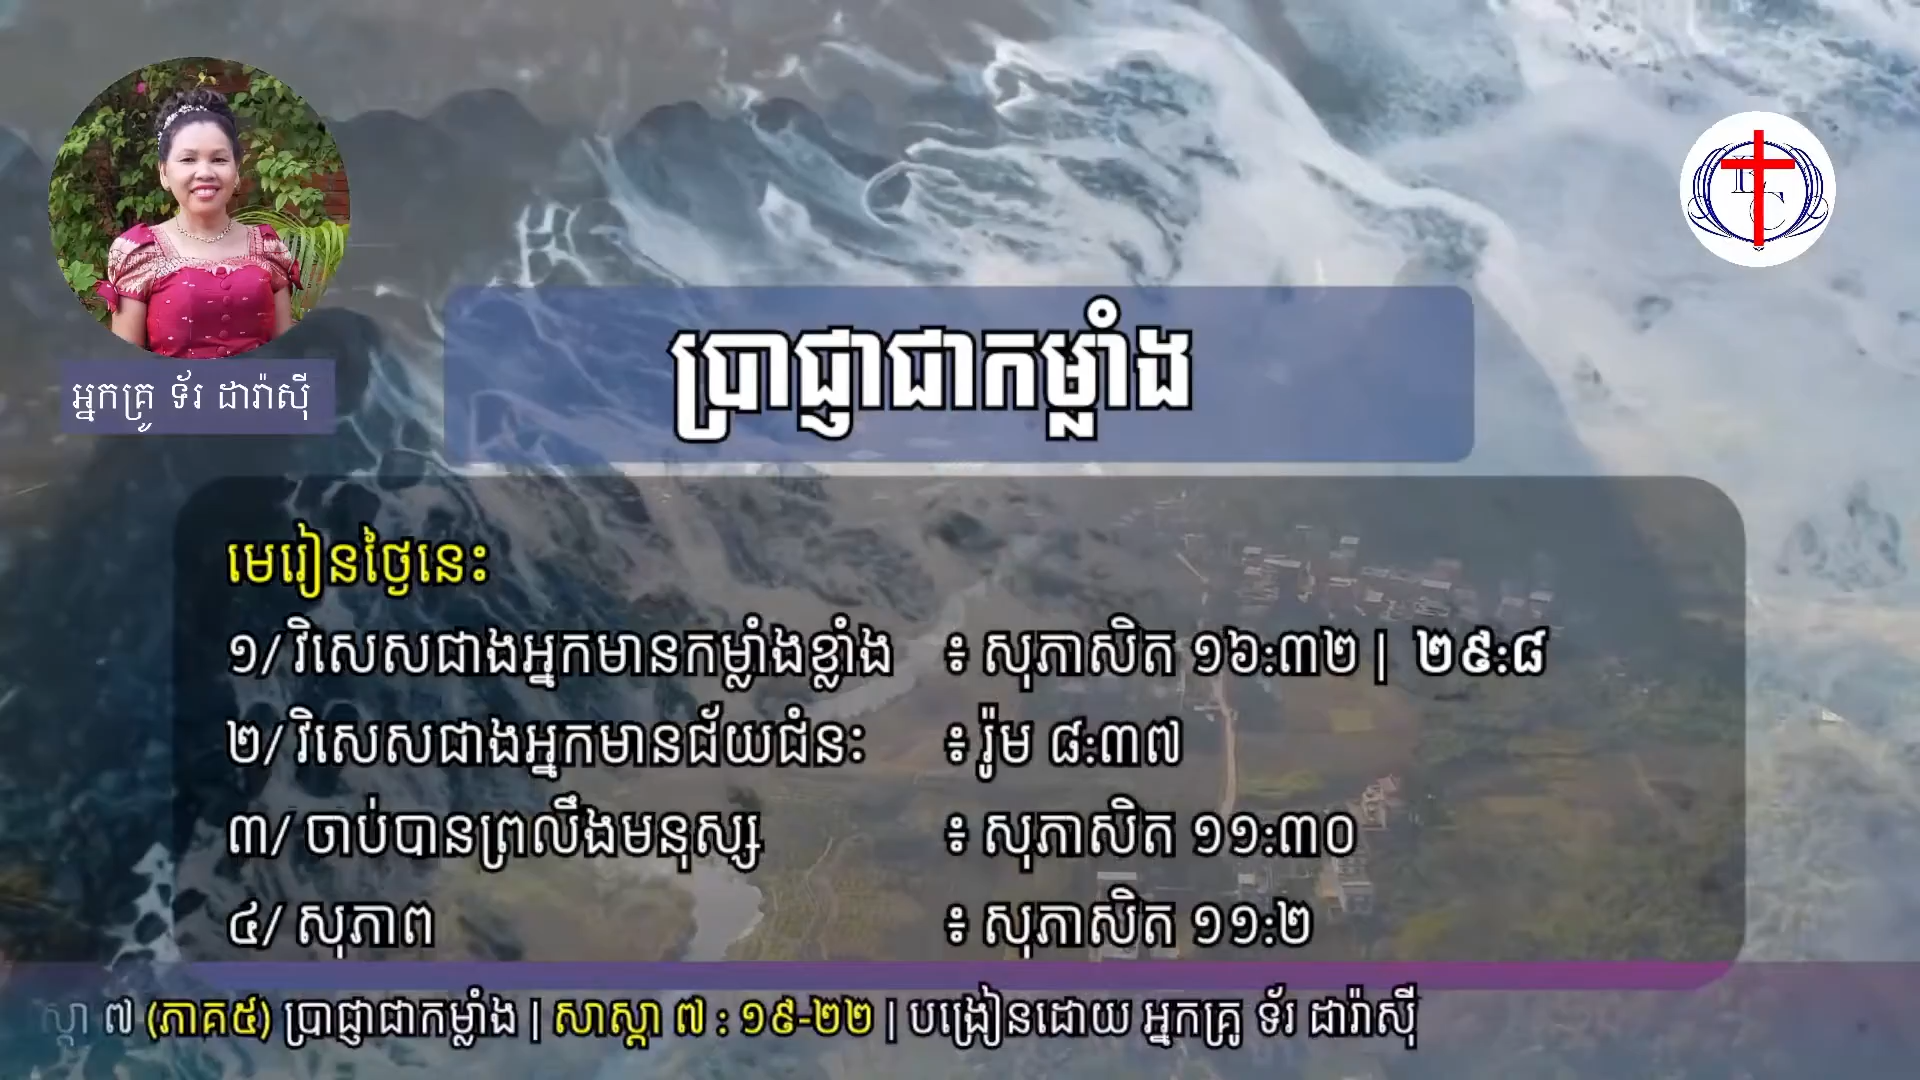 អ្នកគ្រូ ទ័រ ដារ៉ាស៊ី
LC
ប្រាជ្ញាជាកម្លាំង
មេរៀនថ្ងៃនេះ
១/ វិសេសជាងអ្នកមានកម្លាំងខ្លាំង ៖ សុភាសិត ១៦:៣២ | ២៩:៨
២/ វិសេសជាងអ្នកមានជ័យជំនះ ៖ រ៉ូម ៨:៣៧
៣/ ចាប់បានព្រលឹងមនុស្ស ៖ សុភាសិត ១១:៣០
៤/ សុភាព ៖ សុភាសិត ១១:២
ស្តា ៧ (ភាគ៥) ប្រាជ្ញាជាកម្លាំង | សាស្តា ៧ : ១៩-២២ | បង្រៀនដោយ អ្នកគ្រូ ទ័រ ដារ៉ាស៊ី